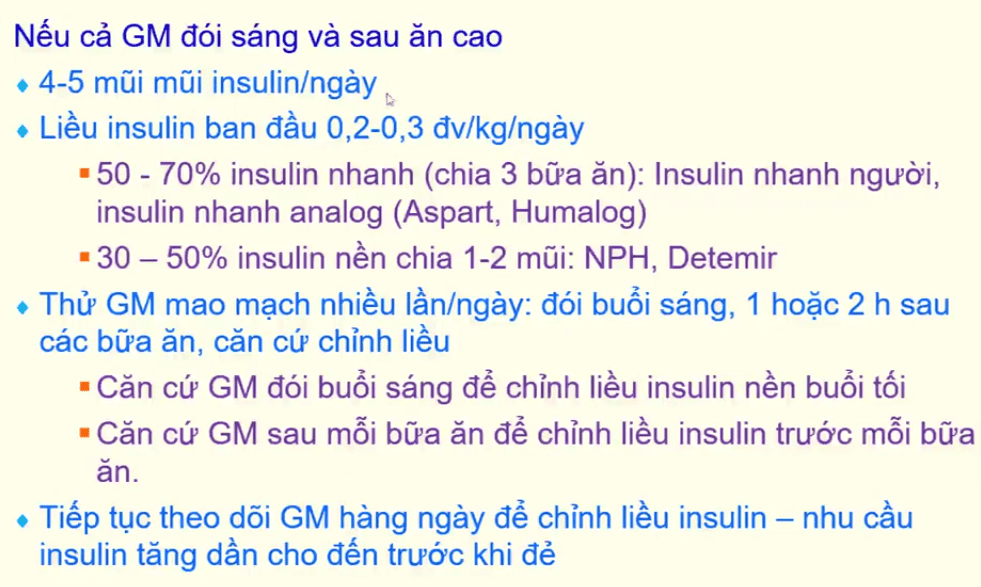 Nếu cả GM đói sáng và sau ăn cao
4-5 mũi mũi insulin/ngày
Liều insulin ban đầu 0,2-0,3 đv/kg/ngày
50 - 70% insulin nhanh (chia 3 bữa ăn): Insulin nhanh người,
insulin nhanh analog (Aspart, Humalog)
30 – 50% insulin nền chia 1-2 mũi: NPH, Detemir
Thử GM mao mạch nhiều lần/ngày: đói buổi sáng, 1 hoặc 2 h sau
các bữa ăn, căn cứ chỉnh liều
Căn cứ GM đói buổi sáng để chỉnh liều insulin nền buổi tối
Căn cứ GM sau mỗi bữa ăn để chỉnh liều insulin trước mỗi bữa
ăn.
Tiếp tục theo dõi GM hàng ngày để chỉnh liều insulin – nhu cầu
insulin tăng dần cho đến trước khi đẻ